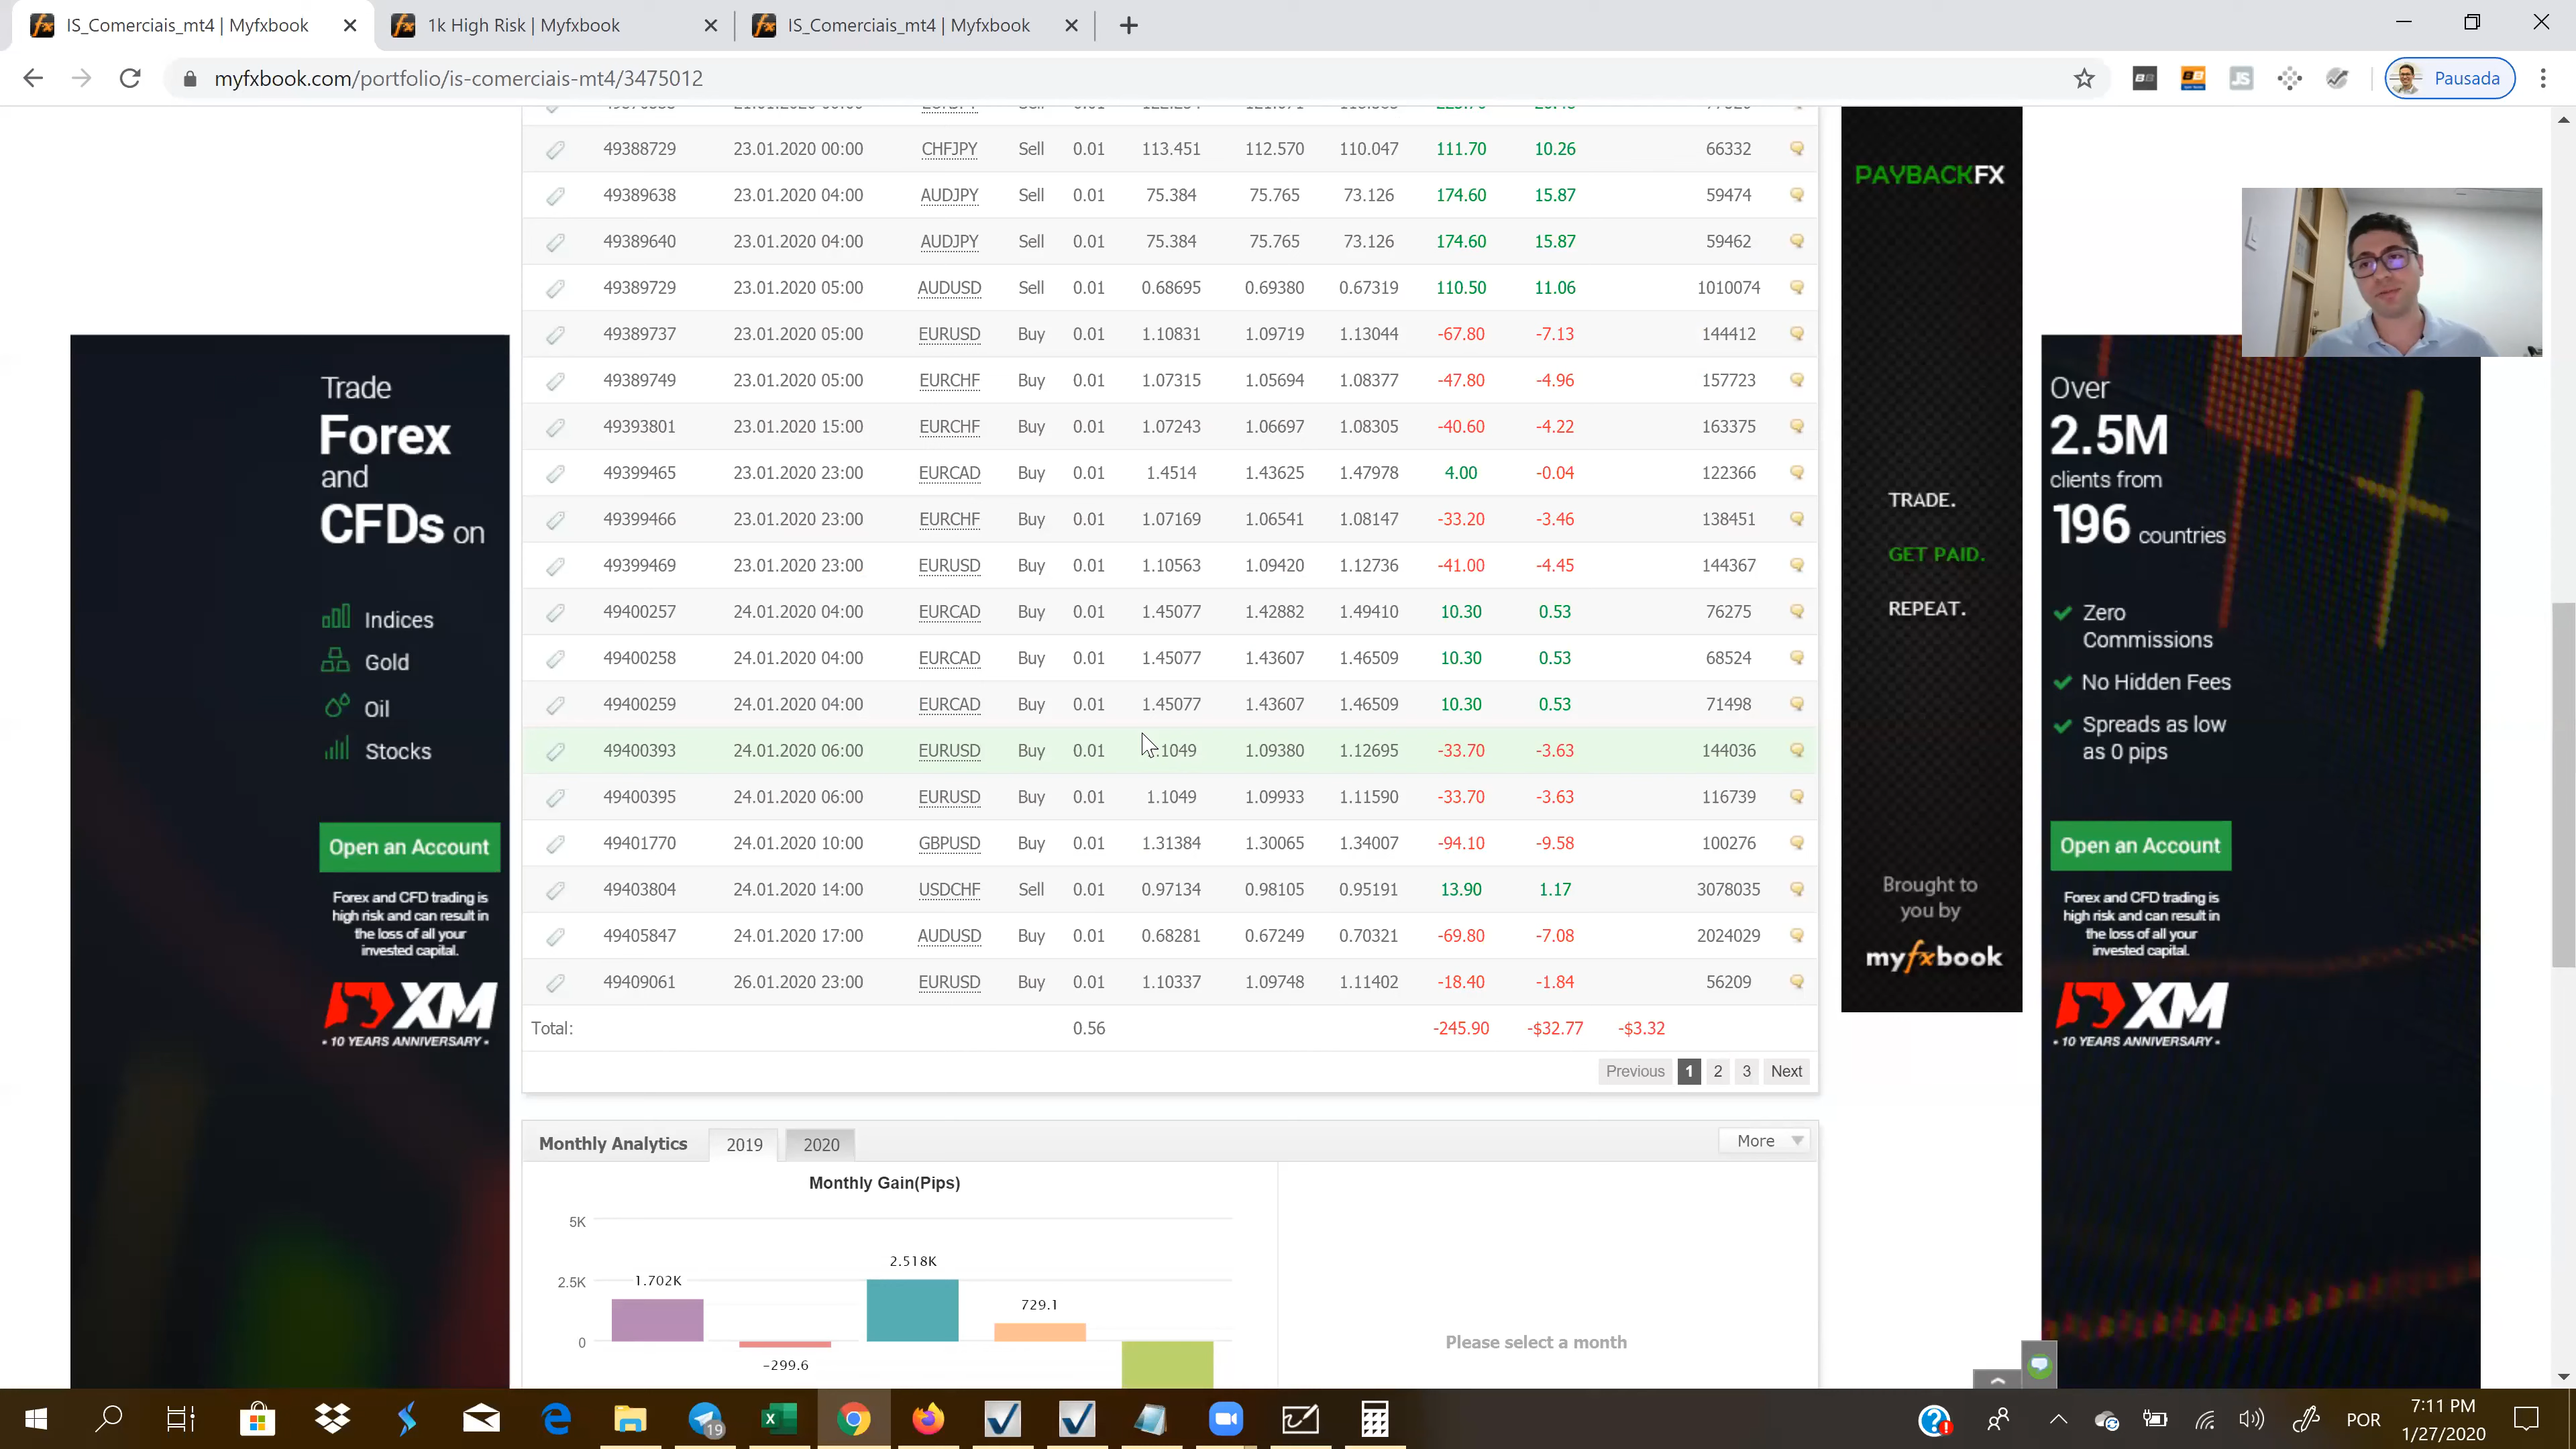 IS_Comerciais_mt4 | Myfxbook
1k High Risk | Myfxbook
IS_Comerciais_mt4 | Myfxbook
myfxbook.com/portfolio/is-comerciais-mt4/3475012
Pausada
49388729 23.01.2020 00:00 CHFJPY Sell 0.01 113.451 112.570 110.047 111.70 10.26 66332
49389638 23.01.2020 04:00 AUDJPY Sell 0.01 75.384 75.765 73.126 174.60 15.87 59474
49389640 23.01.2020 04:00 AUDJPY Sell 0.01 75.384 75.765 73.126 174.60 15.87 59462
49389729 23.01.2020 05:00 AUDUSD Sell 0.01 0.68695 0.69380 0.67319 110.50 11.06 1010074
49389737 23.01.2020 05:00 EURUSD Buy 0.01 1.10831 1.09719 1.13044 -67.80 -7.13 144412
49389749 23.01.2020 05:00 EURCHF Buy 0.01 1.07315 1.05694 1.08377 -47.80 -4.96 157723
49393801 23.01.2020 15:00 EURCHF Buy 0.01 1.07243 1.06697 1.08305 -40.60 -4.22 163375
49399465 23.01.2020 23:00 EURCAD Buy 0.01 1.4514 1.43625 1.47978 4.00 -0.04 122366
49399466 23.01.2020 23:00 EURCHF Buy 0.01 1.07169 1.06541 1.08147 -33.20 -3.46 138451
49399469 23.01.2020 23:00 EURUSD Buy 0.01 1.10563 1.09420 1.12736 -41.00 -4.45 144367
49400257 24.01.2020 04:00 EURCAD Buy 0.01 1.45077 1.42882 1.49410 10.30 0.53 76275
49400258 24.01.2020 04:00 EURCAD Buy 0.01 1.45077 1.43607 1.46509 10.30 0.53 68524
49400259 24.01.2020 04:00 EURCAD Buy 0.01 1.45077 1.43607 1.46509 10.30 0.53 71498
49400393 24.01.2020 06:00 EURUSD Buy 0.01 .1049 1.09380 1.12695 -33.70 -3.63 144036
49400395 24.01.2020 06:00 EURUSD Buy 0.01 1.1049 1.09933 1.11590 -33.70 -3.63 116739
49401770 24.01.2020 10:00 GBPUSD Buy 0.01 1.31384 1.30065 1.34007 -94.10 -9.58 100276
49403804 24.01.2020 14:00 USDCHF Sell 0.01 0.97134 0.98105 0.95191 13.90 1.17 3078035
49405847 24.01.2020 17:00 AUDUSD Buy 0.01 0.68281 0.67249 0.70321 -69.80 -7.08 2024029
49409061 26.01.2020 23:00 EURUSD Buy 0.01 1.10337 1.09748 1.11402 -18.40 -1.84 56209
Total: 0.56 -245.90 -$32.77 -$3.32
Previous 1 2 3 Next
Monthly Analytics 2019 2020 More
Monthly Gain(Pips)
5K
2.5K
0
1.702K
-299.6
2.518K
729.1
Please select a month
Trade
Forex
and
CFDs on
Indices
Gold
Oil
Stocks
Open an Account
Forex and CFD trading is
high risk and can result in
the loss of all your
invested capital.
XM
• 10 YEARS ANNIVERSARY •
PAYBACKFX
TRADE.
GET PAID.
REPEAT.
Brought to
you by
myfxbook
Over
2.5M
clients from
196 countries
Zero
Commissions
No Hidden Fees
Spreads as low
as 0 pips
Open an Account
Forex and CFD trading is
high risk and can result in
the loss of all your
invested capital.
XM
• 10 YEARS ANNIVERSARY •
19
POR
7:11 PM
1/27/2020